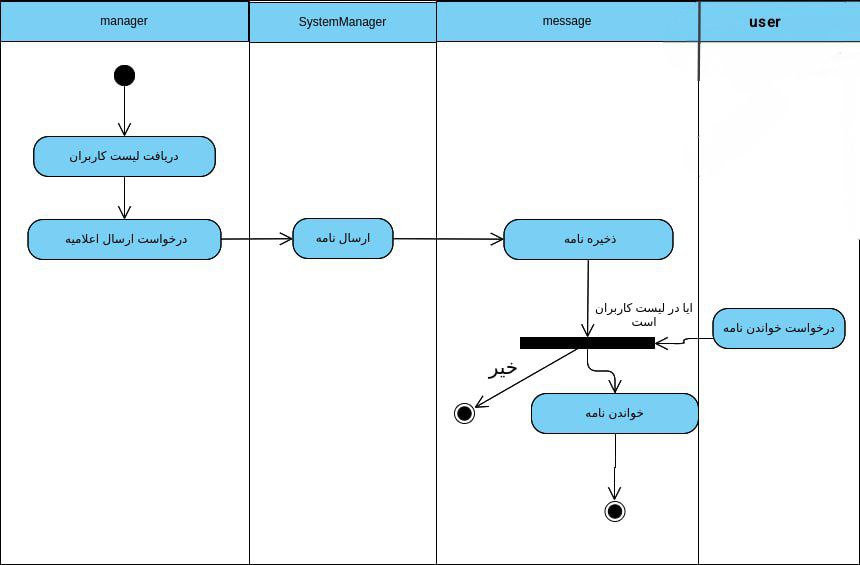 manager
SystemManager
message
user
دریافت لیست کاربران
درخواست ارسال اعلامیه
ارسال نامه
ذخیره نامه
ایا در لیست کاربران
است
درخواست خواندن نامه
خیر
خواندن نامه